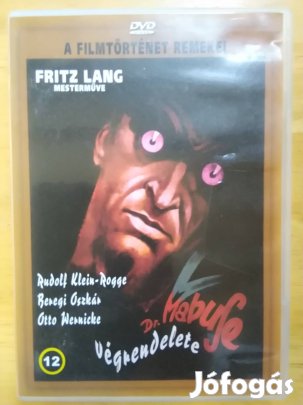 DVD
A FILMTÖRTÉNET REMEKEI
FRITZ LANG
MESTERMŰVE
Rudolf Klein-Rogge
Beregi Oszkár
Otto Wernicke
Dr. Mabuse
végrendelete
12
Jófogás